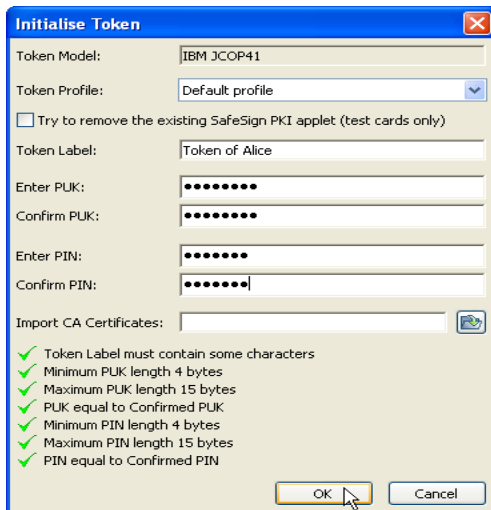 Initialise Token
Token Model: IBM JCOP41
Token Profile: Default profile
Try to remove the existing SafeSign PKI applet (test cards only)
Token Label: Token of Alice
Enter PUK: ●●●●●●●●
Confirm PUK: ●●●●●●●●
Enter PIN: ●●●●●●●
Confirm PIN: ●●●●●●●
Import CA Certificates:
Token Label must contain some characters
Minimum PUK length 4 bytes
Maximum PUK length 15 bytes
PUK equal to Confirmed PUK
Minimum PIN length 4 bytes
Maximum PIN length 15 bytes
PIN equal to Confirmed PIN
OK Cancel